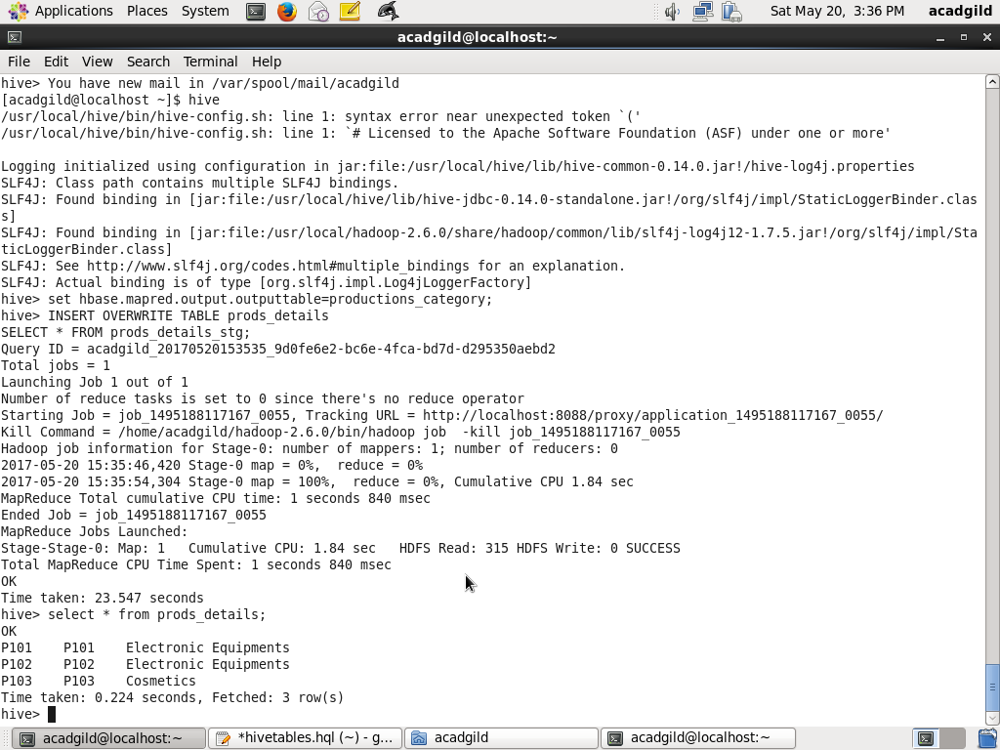 Applications Places System Sat May 20, 3:36 PM acadgild
acadgild@localhost:~
File Edit View Search Terminal Help
hive> You have new mail in /var/spool/mail/acadgild
[acadgild@localhost ~]$ hive
/usr/local/hive/bin/hive-config.sh: line 1: syntax error near unexpected token `('
/usr/local/hive/bin/hive-config.sh: line 1: `# Licensed to the Apache Software Foundation (ASF) under one or more'
Logging initialized using configuration in jar:file:/usr/local/hive/lib/hive-common-0.14.0.jar!/hive-log4j.properties
SLF4J: Class path contains multiple SLF4J bindings.
SLF4J: Found binding in [jar:file:/usr/local/hive/lib/hive-jdbc-0.14.0-standalone.jar!/org/slf4j/impl/StaticLoggerBinder.clas
s]
SLF4J: Found binding in [jar:file:/usr/local/hadoop-2.6.0/share/hadoop/common/lib/slf4j-log4j12-1.7.5.jar!/org/slf4j/impl/Sta
ticLoggerBinder.class]
SLF4J: See http://www.slf4j.org/codes.html#multiple_bindings for an explanation.
SLF4J: Actual binding is of type [org.slf4j.impl.Log4jLoggerFactory]
hive> set hbase.mapred.output.outputtable=productions_category;
hive> INSERT OVERWRITE TABLE prods_details
SELECT * FROM prods_details_stg;
Query ID = acadgild_20170520153535_9d0fe6e2-bc6e-4fca-bd7d-d295350aebd2
Total jobs = 1
Launching Job 1 out of 1
Number of reduce tasks is set to 0 since there's no reduce operator
Starting Job = job_1495188117167_0055, Tracking URL = http://localhost:8088/proxy/application_1495188117167_0055/
Kill Command = /home/acadgild/hadoop-2.6.0/bin/hadoop job  -kill job_1495188117167_0055
Hadoop job information for Stage-0: number of mappers: 1; number of reducers: 0
2017-05-20 15:35:46,420 Stage-0 map = 0%,  reduce = 0%
2017-05-20 15:35:54,304 Stage-0 map = 100%,  reduce = 0%, Cumulative CPU 1.84 sec
MapReduce Total cumulative CPU time: 1 seconds 840 msec
Ended Job = job_1495188117167_0055
MapReduce Jobs Launched:
Stage-Stage-0: Map: 1   Cumulative CPU: 1.84 sec   HDFS Read: 315 HDFS Write: 0 SUCCESS
Total MapReduce CPU Time Spent: 1 seconds 840 msec
OK
Time taken: 23.547 seconds
hive> select * from prods_details;
OK
P101    P101    Electronic Equipments
P102    P102    Electronic Equipments
P103    P103    Cosmetics
Time taken: 0.224 seconds, Fetched: 3 row(s)
hive>
acadgild@localhost:~ *hivetables.hql (~) - g... acadgild acadgild@localhost:~